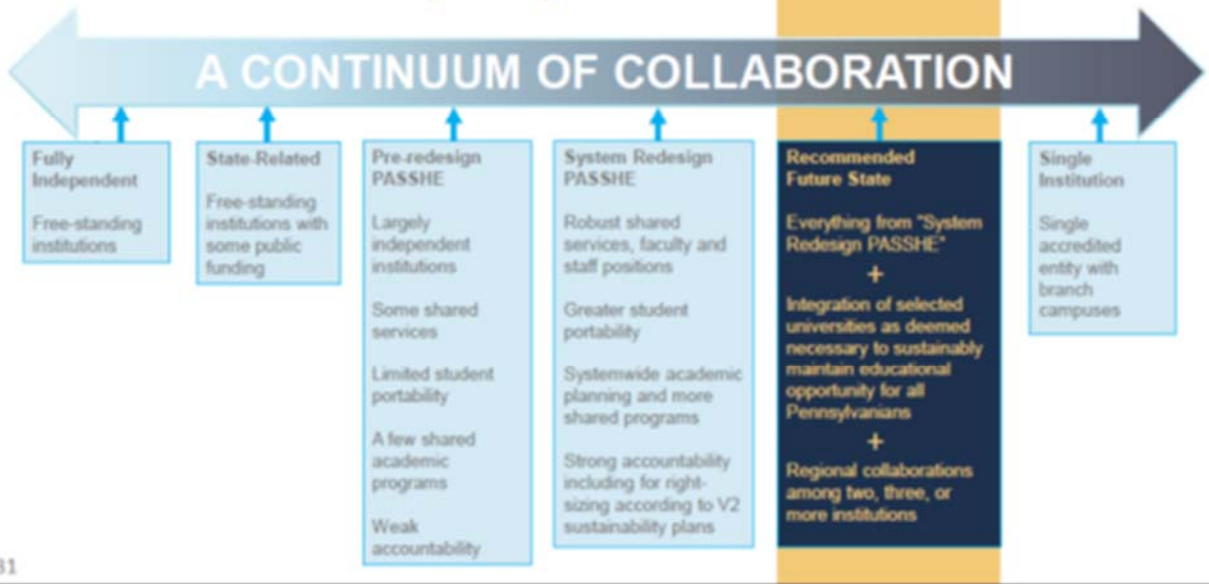 A CONTINUUM OF COLLABORATION
Fully
Independent
Free-standing
institutions
State-Related
Free-standing
institutions with
some public
funding
Pre-redesign
PASSHE
Largely
independent
institutions
Some shared
services
Limited student
portability
A few shared
academic
programs
Weak
accountability
System Redesign
PASSHE
Robust shared
services, faculty and
staff positions
Greater student
portability
Systemwide academic
planning and more
shared programs
Strong accountability
including for right-
sizing according to V2
sustainability plans
Recommended
Future State
Everything from "System
Redesign PASSHE"
+
Integration of selected
universities as deemed
necessary to sustainably
maintain educational
opportunity for all
Pennsylvanians
+
Regional collaborations
among two, three, or
more institutions
Single
Institution
Single
accredited
entity with
branch
campuses
31